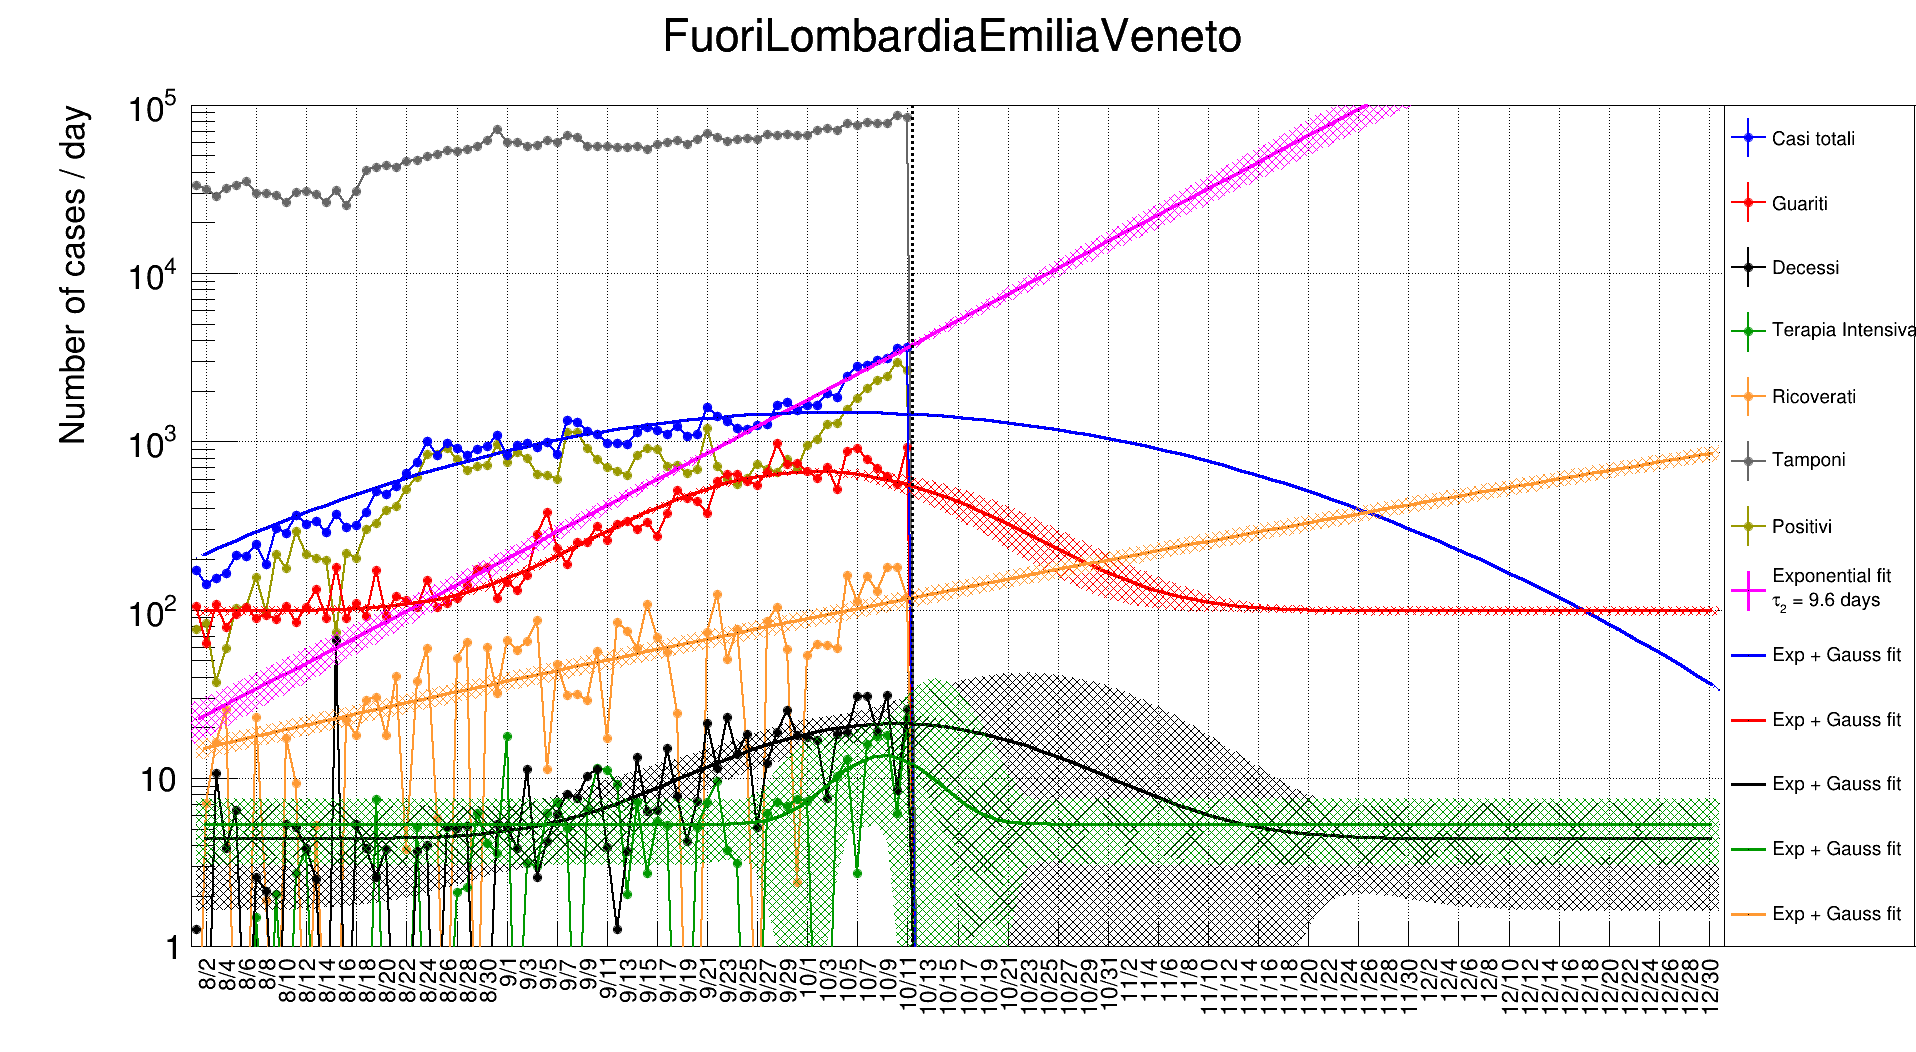 FuoriLombardiaEmiliaVeneto
Number of cases / day
10^5
10^4
10^3
10^2
10
1
8/2 8/4 8/6 8/8 8/10 8/12 8/14 8/16 8/18 8/20 8/22 8/24 8/26 8/28 8/30 9/1 9/3 9/5 9/7 9/9 9/11 9/13 9/15 9/17 9/19 9/21 9/23 9/25 9/27 9/29 10/1 10/3 10/5 10/7 10/9 10/11 10/13 10/15 10/17 10/19 10/21 10/23 10/25 10/27 10/29 10/31 11/2 11/4 11/6 11/8 11/10 11/12 11/14 11/16 11/18 11/20 11/22 11/24 11/26 11/28 11/30 12/2 12/4 12/6 12/8 12/10 12/12 12/14 12/16 12/18 12/20 12/22 12/24 12/26 12/28 12/30
Casi totali
Guariti
Decessi
Terapia Intensiva
Ricoverati
Tamponi
Positivi
Exponential fit
τ₂ = 9.6 days
Exp + Gauss fit
Exp + Gauss fit
Exp + Gauss fit
Exp + Gauss fit
Exp + Gauss fit